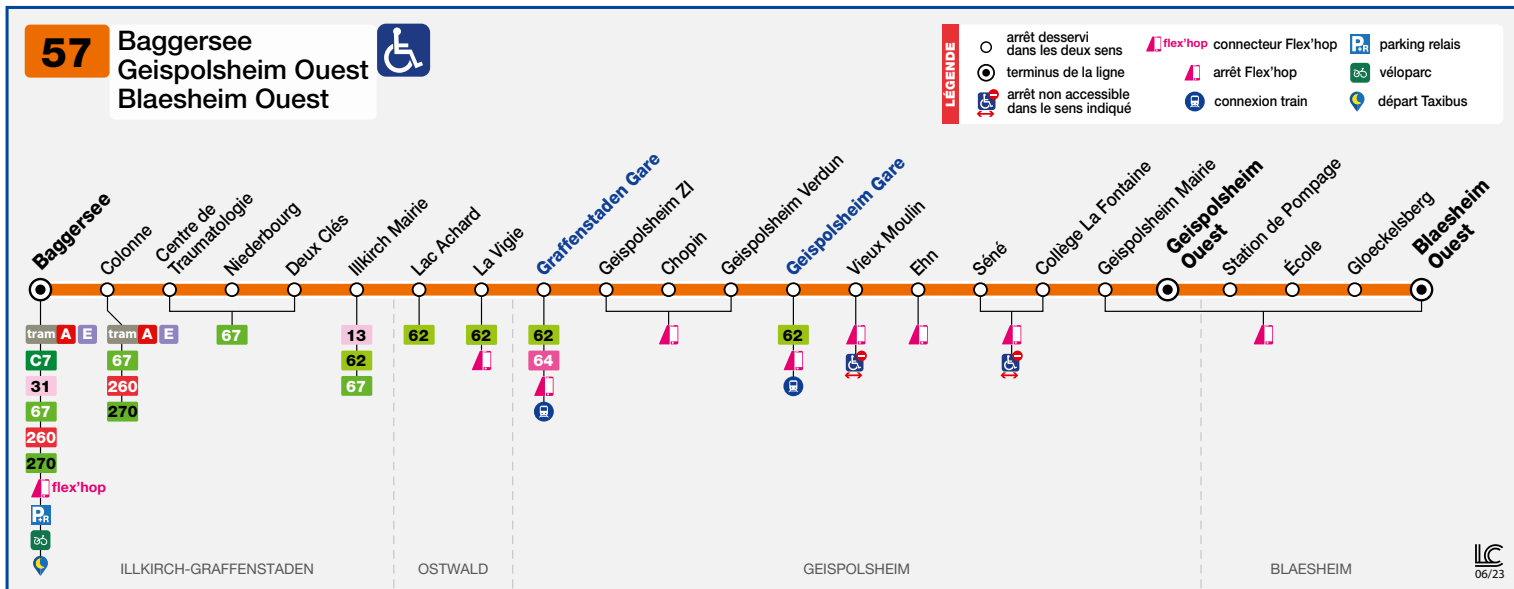 57
Baggersee
Geispolsheim Ouest
Blaesheim Ouest
LÉGENDE
arrêt desservi
dans les deux sens
terminus de la ligne
arrêt non accessible
dans le sens indiqué
flex'hop connecteur Flex'hop
arrêt Flex'hop
connexion train
P+R parking relais
véloparc
départ Taxibus
Baggersee
Colonne
Centre de
Traumatologie
Niederbourg
Deux Clés
Illkirch Mairie
Lac Achard
La Vigie
Graffenstaden Gare
Geispolsheim ZI
Chopin
Geispolsheim Verdun
Geispolsheim Gare
Vieux Moulin
Ehn
Séné
Collège La Fontaine
Geispolsheim Mairie
Geispolsheim
Ouest
Station de Pompage
École
Gloeckelsberg
Blaesheim
Ouest
tram A E
C7
31
67
260
270
flex'hop
P+R
tram A E
67
260
270
67
13
62
67
62
62
62
64
62
ILLKIRCH-GRAFFENSTADEN
OSTWALD
GEISPOLSHEIM
BLAESHEIM
LC
06/23